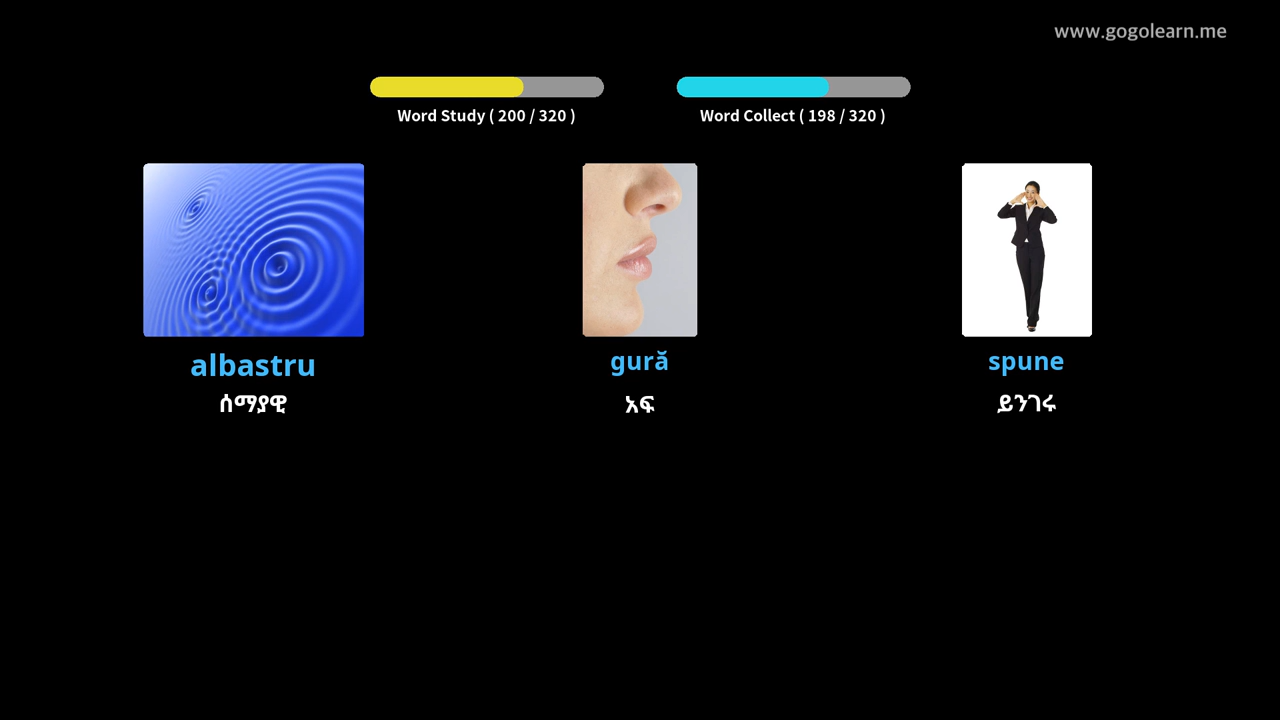 www.gogolearn.me
Word Study ( 200 / 320 )
Word Collect ( 198 / 320 )
albastru
ሰማያዊ
gură
አፍ
spune
ይንገሩ